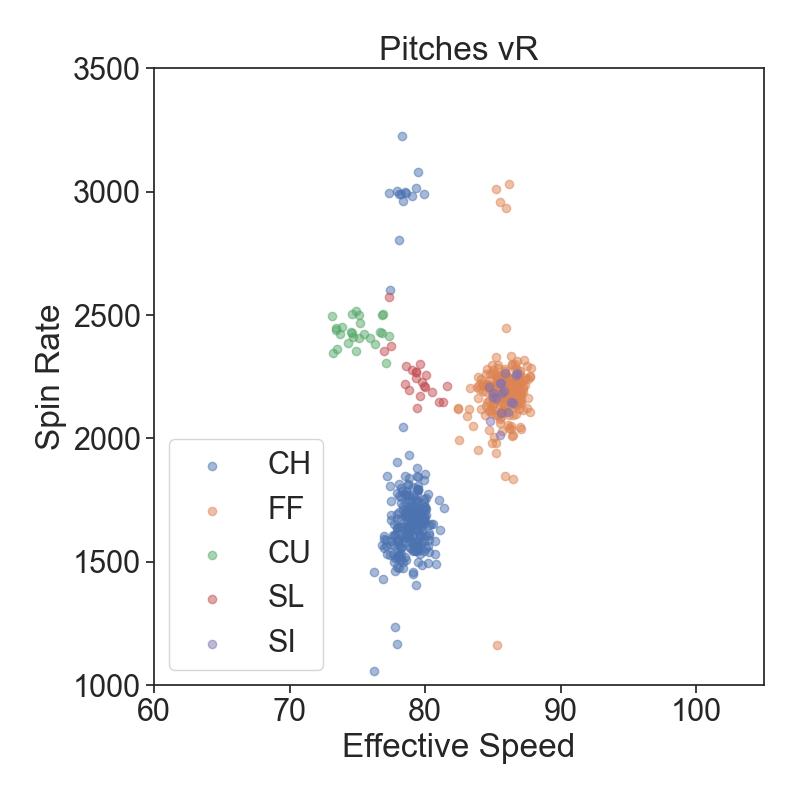 Pitches vR
3500
3000
2500
2000
1500
1000
Spin Rate
CH
FF
CU
SL
SI
60 70 80 90 100
Effective Speed